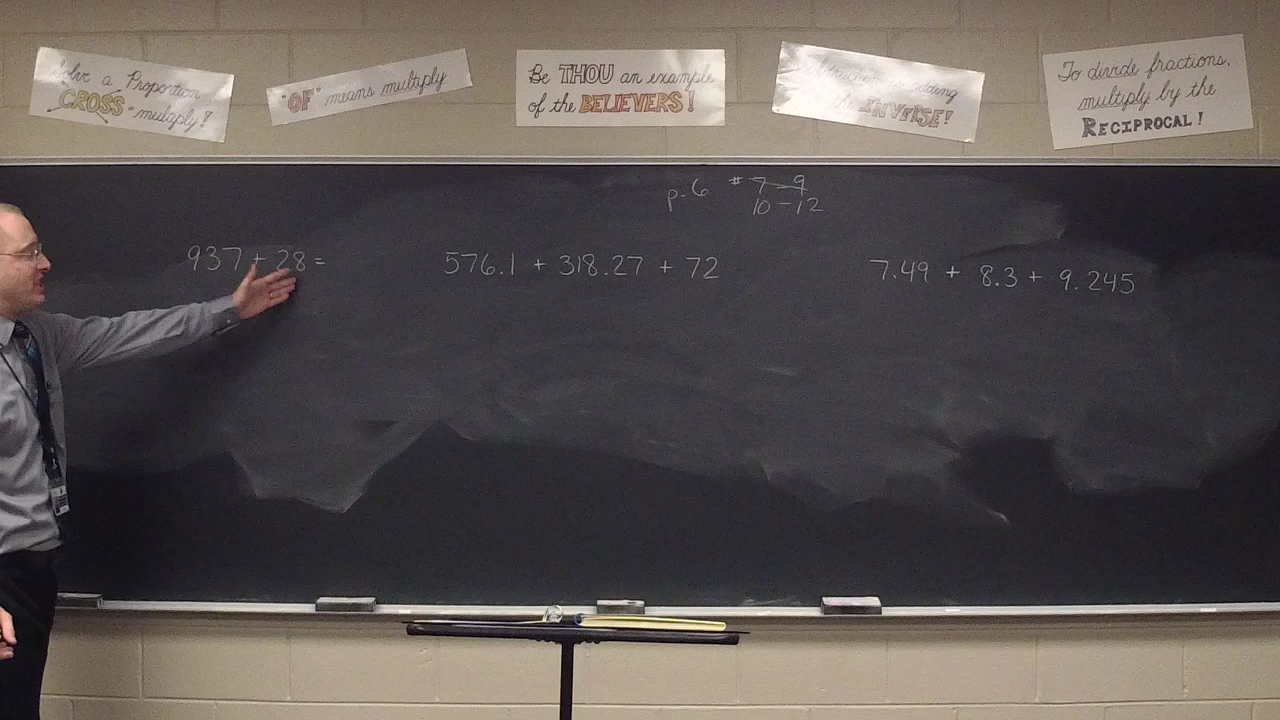 Solve a Proportion
"CROSS" multiply!
"OF" means multiply
Be THOU an example
of the BELIEVERS!
adding
the INVERSE!
To divide fractions,
multiply by the
RECIPROCAL!
p. 6 # 7-9
10-12
937 + 28 =
576.1 + 318.27 + 72
7.49 + 8.3 + 9.245